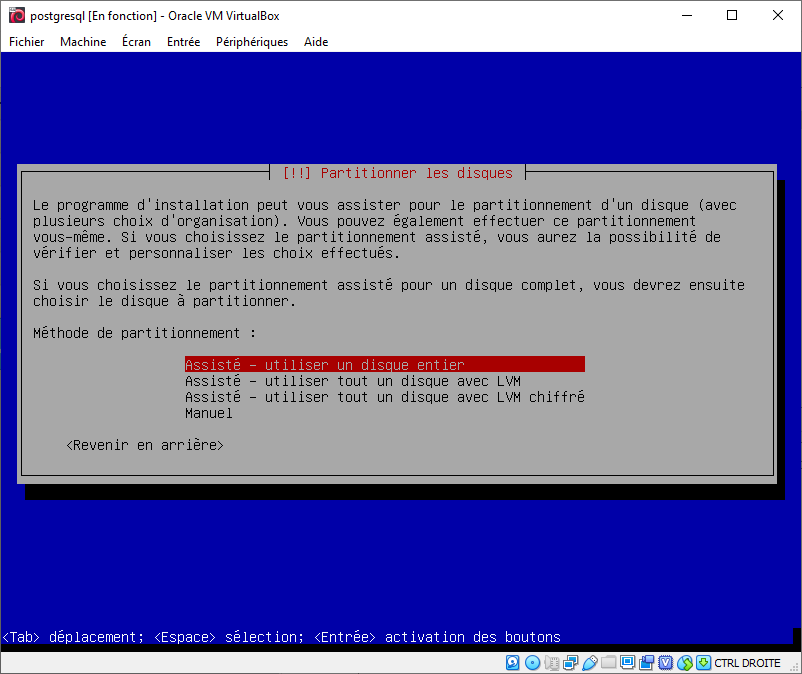 postgresql [En fonction] - Oracle VM VirtualBox
Fichier Machine Écran Entrée Périphériques Aide
[!!] Partitionner les disques
Le programme d'installation peut vous assister pour le partitionnement d'un disque (avec
plusieurs choix d'organisation). Vous pouvez également effectuer ce partitionnement
vous-même. Si vous choisissez le partitionnement assisté, vous aurez la possibilité de
vérifier et personnaliser les choix effectués.
Si vous choisissez le partitionnement assisté pour un disque complet, vous devrez ensuite
choisir le disque à partitionner.
Méthode de partitionnement :
Assisté - utiliser un disque entier
Assisté - utiliser tout un disque avec LVM
Assisté - utiliser tout un disque avec LVM chiffré
Manuel
<Revenir en arrière>
<Tab> déplacement; <Espace> sélection; <Entrée> activation des boutons
CTRL DROITE